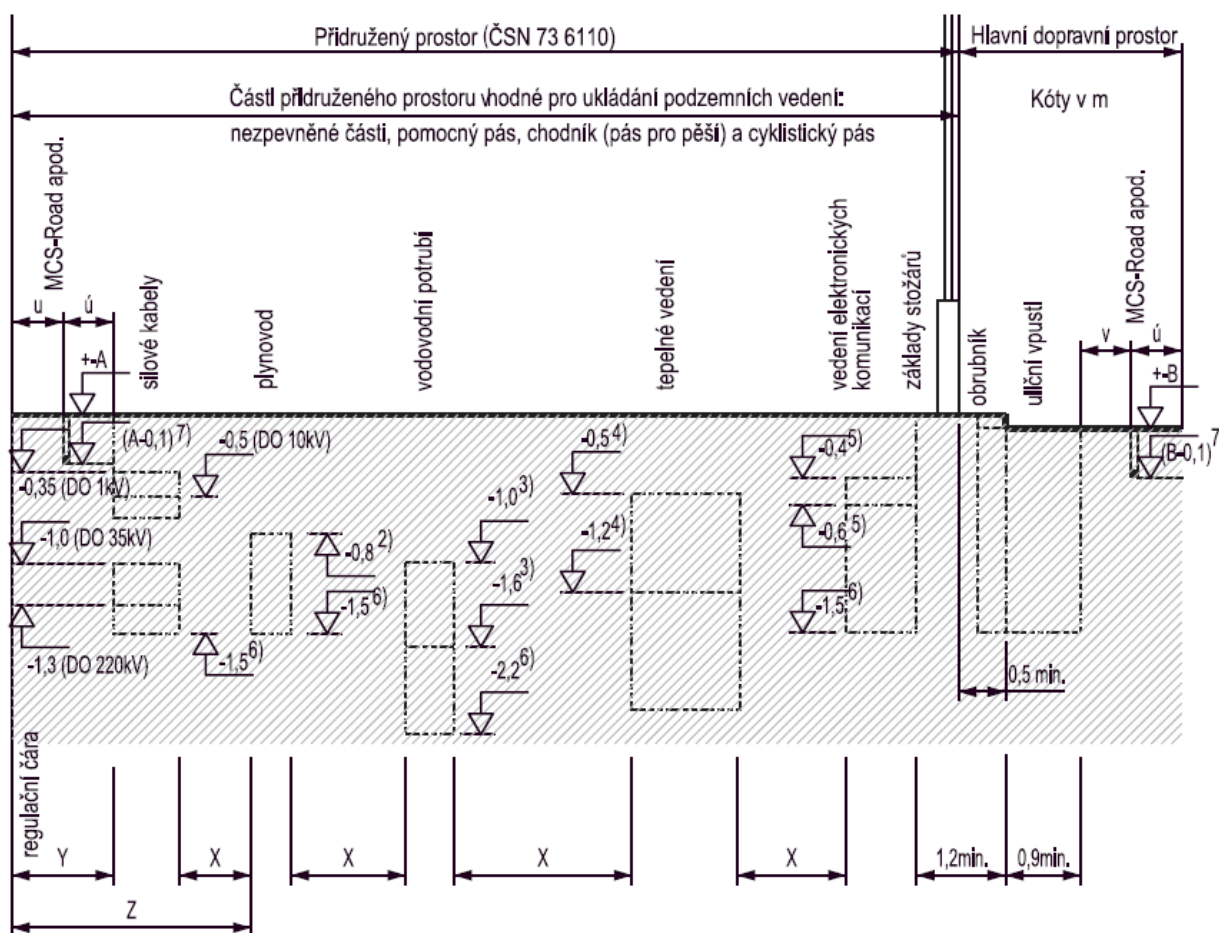 Přidružený prostor (ČSN 73 6110)
Hlavní dopravní prostor
Částí přidruženého prostoru vhodné pro ukládání podzemních vedení:
nezpevněné části, pomocný pás, chodník (pás pro pěší) a cyklistický pás
Kóty v m
MCS-Road apod.
silové kabely
plynovod
vodovodní potrubí
tepelné vedení
vedení elektronických
komunikací
základy stožárů
obrubník
uliční vpustí
MCS-Road apod.
u
ú
v
ú
+-A
+-B
(A-0,1) 7)
-0,5 (DO 10kV)
-0,5 4)
-0,4 5)
(B-0,1) 7
-0,35 (DO 1kV)
-1,0 3)
-1,0 (DO 35kV)
-0,8 2)
-1,2 4)
-0,6 5)
-1,5 6)
-1,6 3)
-1,5 6)
-1,3 (DO 220kV)
-1,5 6)
-2,2 6)
0,5 min.
regulační čára
Y
X
X
X
X
1,2min.
0,9min.
Z